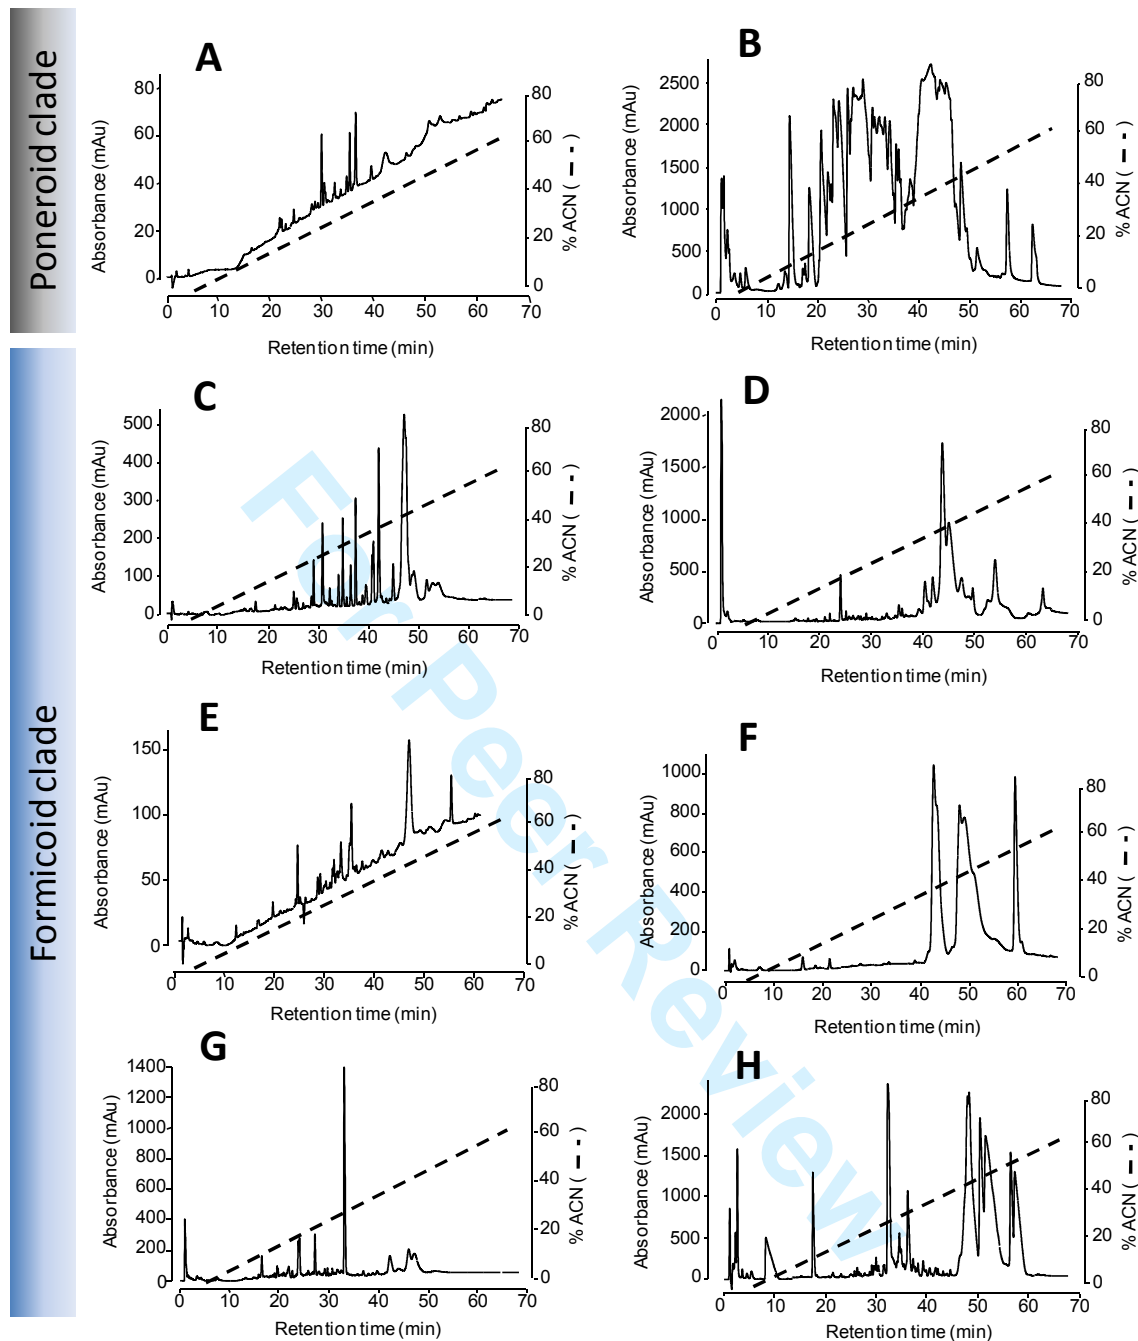 Poneroid clade
A
Absorbance (mAu)
80
60
40
20
0
80
60
40
20
0
% ACN ( – - )
0 10 20 30 40 50 60 70
Retention time (min)
B
Absorbance (mAu)
2500
2000
1500
1000
500
0
80
60
40
20
0
% ACN ( – - )
0 10 20 30 40 50 60 70
Retention time (min)
Formicoid clade
C
Absorbance (mAu)
500
400
300
200
100
0
80
60
40
20
0
% ACN ( – - )
0 10 20 30 40 50 60 70
Retention time (min)
D
Absorbance (mAu)
2000
1500
1000
500
0
80
60
40
20
0
% ACN ( – - )
0 10 20 30 40 50 60 70
Retention time (min)
E
Absorbance (mAu)
150
100
50
0
80
60
40
20
0
% ACN ( – - )
0 10 20 30 40 50 60 70
Retention time (min)
F
Absorbance (mAu)
1000
800
600
400
200
0
80
60
40
20
0
% ACN ( – - )
0 10 20 30 40 50 60 70
Retention time (min)
G
Absorbance (mAu)
1400
1200
1000
800
600
400
200
0
80
60
40
20
0
% ACN ( – - )
0 10 20 30 40 50 60 70
Retention time (min)
H
Absorbance (mAu)
2000
1500
1000
500
0
80
60
40
20
0
% ACN ( – - )
0 10 20 30 40 50 60 70
Retention time (min)
For Peer Review